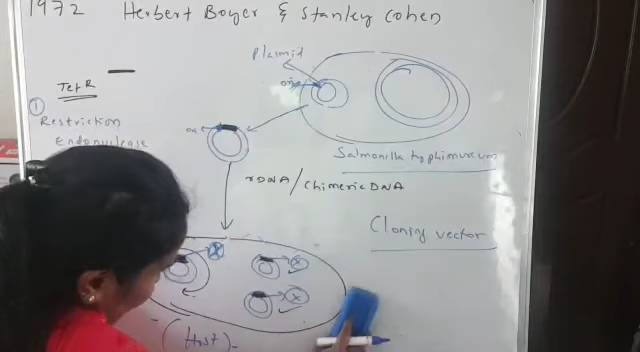 1972 Herbert Boyer & Stanley Cohen
Plasmid
ori
TetR
①
Restriction
Endonuclease
Salmonella typhimurium
rDNA/chimeric DNA
Cloning vector
(Host)